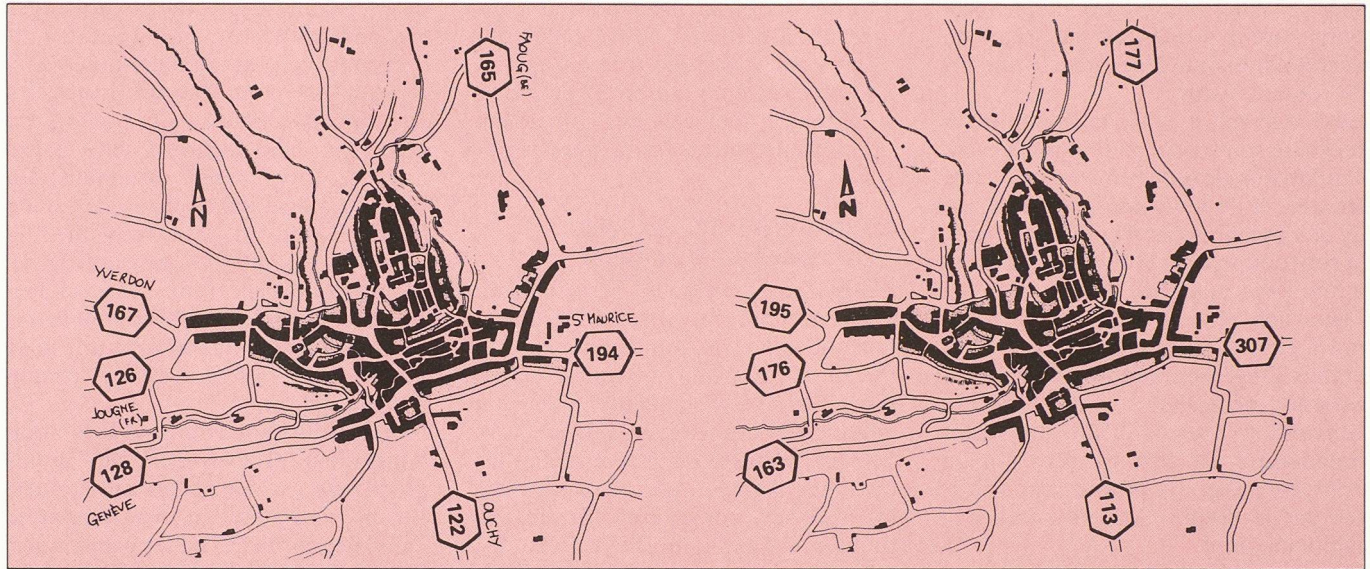 165
FAOUG (BE)
N
YVERDON
167
ST MAURICE
194
126
JOUGNE
(FR)
128
GENÈVE
122
OUCHY
177
N
195
307
176
163
113